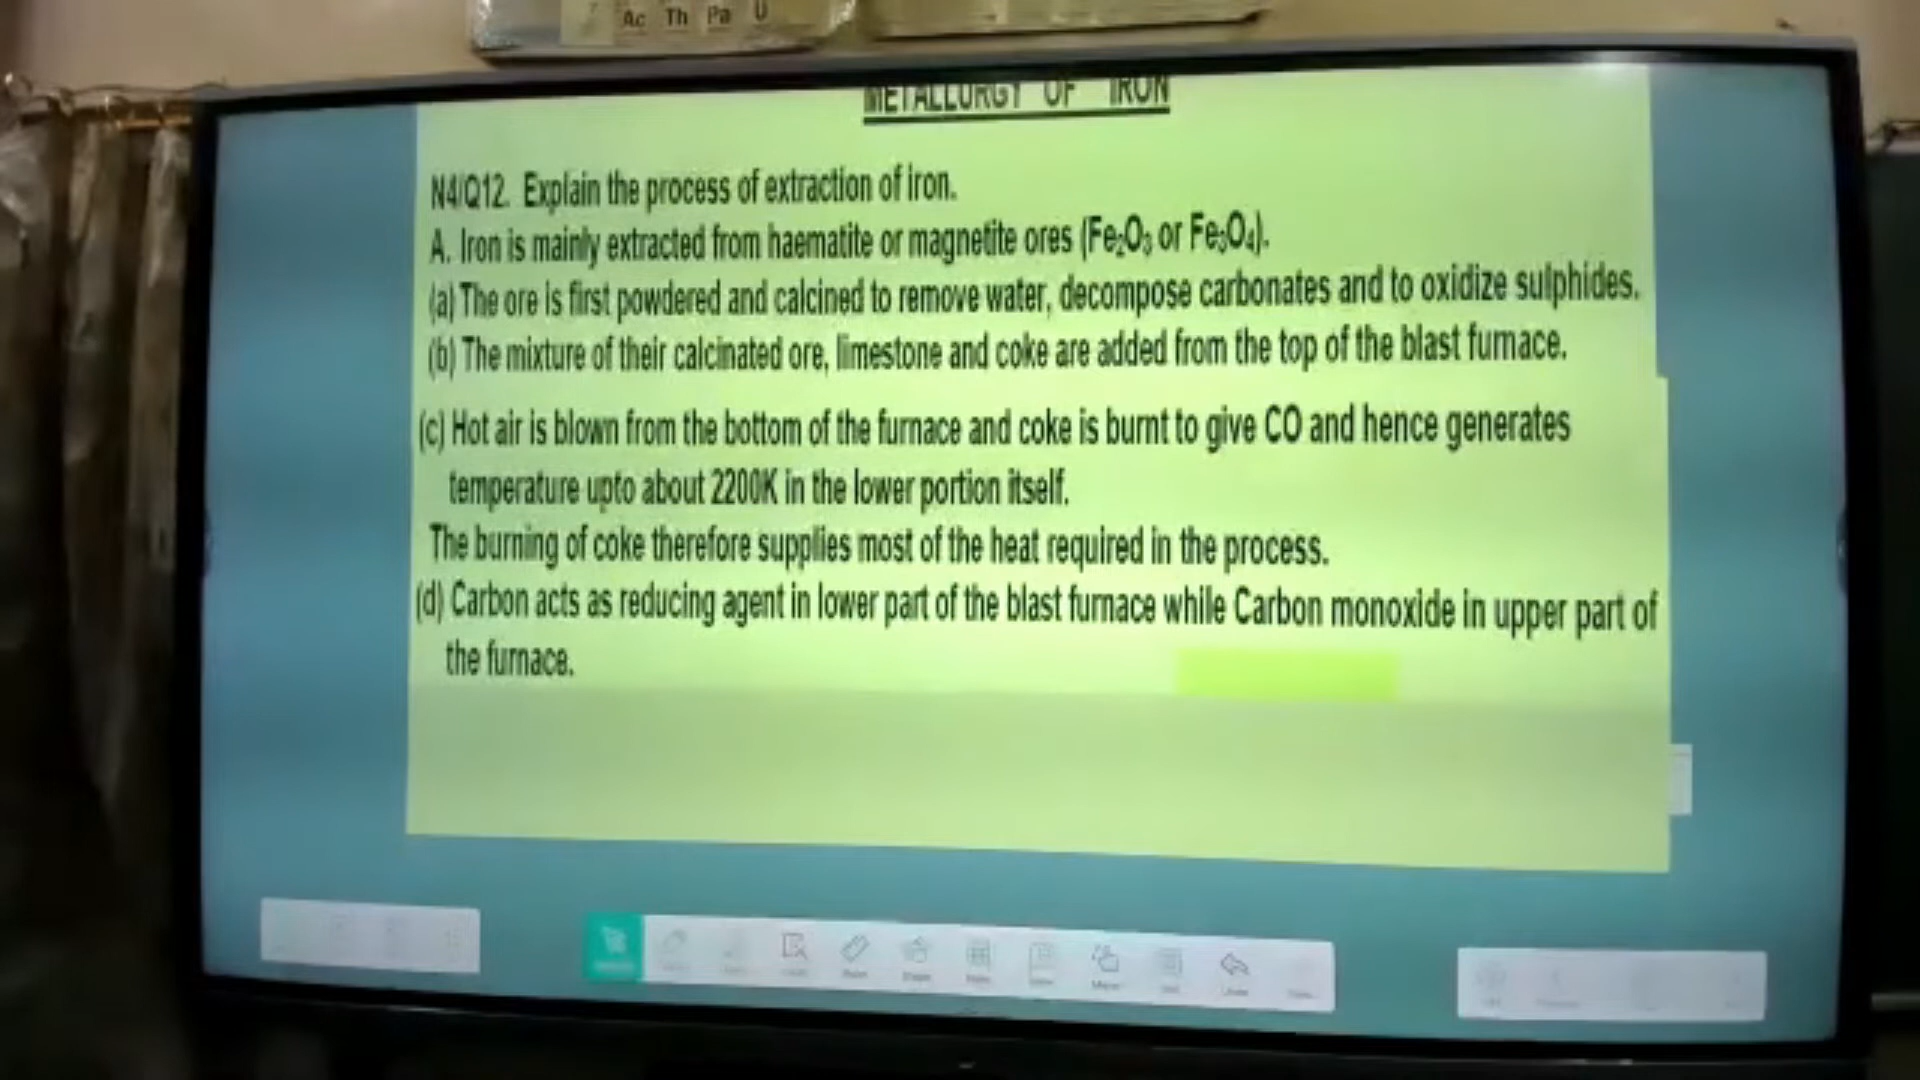 Ac Th Pa U
METALLURGY OF IRON
N4/Q12. Explain the process of extraction of iron.
A. Iron is mainly extracted from haematite or magnetite ores (Fe₂O₃ or Fe₃O₄).
(a) The ore is first powdered and calcined to remove water, decompose carbonates and to oxidize sulphides.
(b) The mixture of their calcinated ore, limestone and coke are added from the top of the blast furnace.
(c) Hot air is blown from the bottom of the furnace and coke is burnt to give CO and hence generates
temperature upto about 2200K in the lower portion itself.
The burning of coke therefore supplies most of the heat required in the process.
(d) Carbon acts as reducing agent in lower part of the blast furnace while Carbon monoxide in upper part of
the furnace.